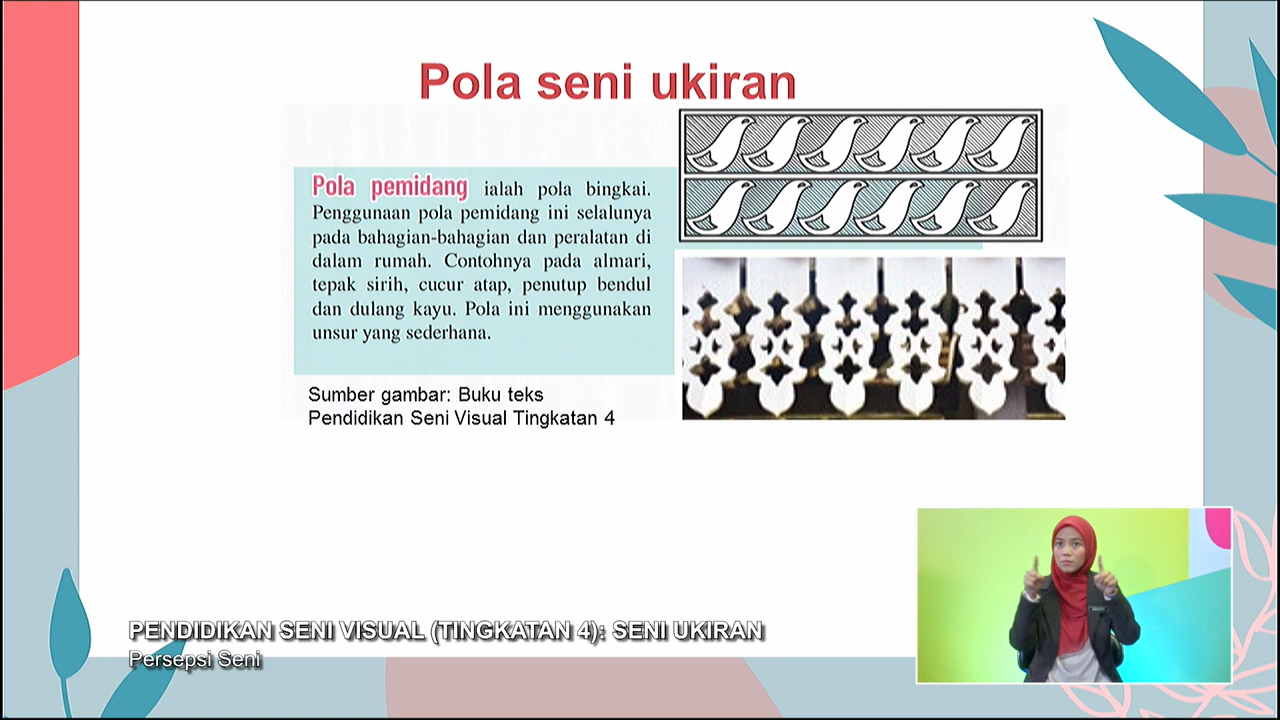 Pola seni ukiran
Pola pemidang ialah pola bingkai.
Penggunaan pola pemidang ini selalunya
pada bahagian-bahagian dan peralatan di
dalam rumah. Contohnya pada almari,
tepak sirih, cucur atap, penutup bendul
dan dulang kayu. Pola ini menggunakan
unsur yang sederhana.
Sumber gambar: Buku teks
Pendidikan Seni Visual Tingkatan 4
PENDIDIKAN SENI VISUAL (TINGKATAN 4): SENI UKIRAN
Persepsi Seni